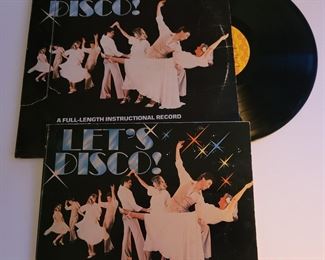 DISCO!
A FULL-LENGTH INSTRUCTIONAL RECORD
LET'S
DISCO!